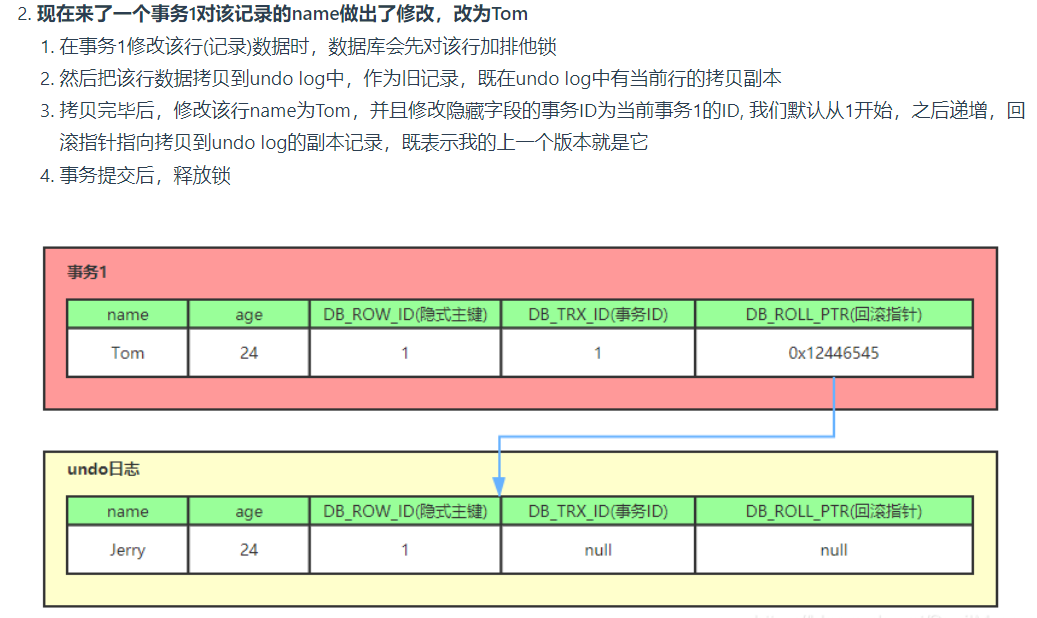 2. 现在来了一个事务1对该记录的name做出了修改，改为Tom
1. 在事务1修改该行(记录)数据时，数据库会先对该行加排他锁
2. 然后把该行数据拷贝到undo log中，作为旧记录，既在undo log中有当前行的拷贝副本
3. 拷贝完毕后，修改该行name为Tom，并且修改隐藏字段的事务ID为当前事务1的ID, 我们默认从1开始，之后递增，回
滚指针指向拷贝到undo log的副本记录，既表示我的上一个版本就是它
4. 事务提交后，释放锁
事务1
name age DB_ROW_ID(隐式主键) DB_TRX_ID(事务ID) DB_ROLL_PTR(回滚指针)
Tom 24 1 1 0x12446545
undo日志
name age DB_ROW_ID(隐式主键) DB_TRX_ID(事务ID) DB_ROLL_PTR(回滚指针)
Jerry 24 1 null null